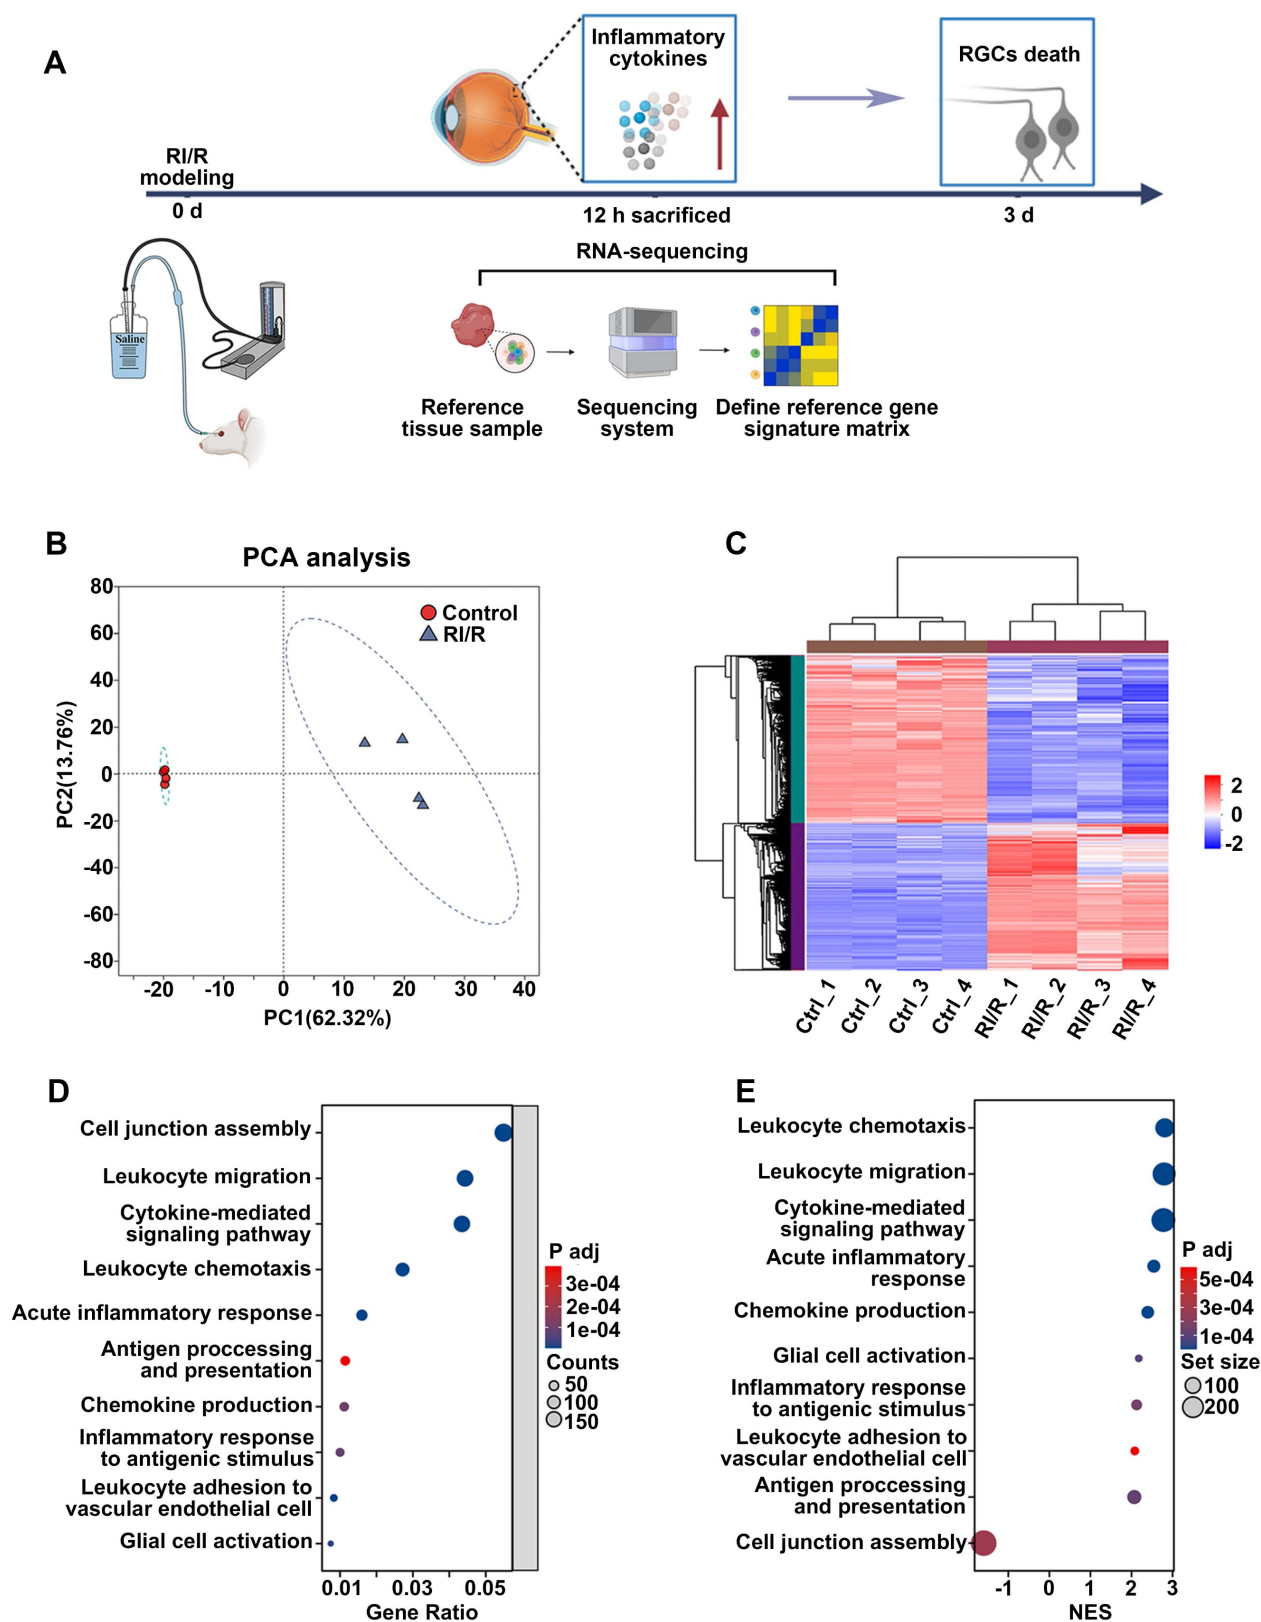 A
Inflammatory
cytokines
RGCs death
RI/R
modeling
0 d
12 h sacrificed
3 d
RNA-sequencing
Saline
Reference
tissue sample
Sequencing
system
Define reference gene
signature matrix
B
PCA analysis
Control
RI/R
80
60
40
20
0
-20
-40
-60
-80
PC2(13.76%)
-20 -10 0 10 20 30 40
PC1(62.32%)
C
2
0
-2
Ctrl_1
Ctrl_2
Ctrl_3
Ctrl_4
RI/R_1
RI/R_2
RI/R_3
RI/R_4
D
Cell junction assembly
Leukocyte migration
Cytokine-mediated
signaling pathway
Leukocyte chemotaxis
Acute inflammatory response
Antigen proccessing
and presentation
Chemokine production
Inflammatory response
to antigenic stimulus
Leukocyte adhesion to
vascular endothelial cell
Glial cell activation
0.01 0.03 0.05
Gene Ratio
P adj
3e-04
2e-04
1e-04
Counts
50
100
150
E
Leukocyte chemotaxis
Leukocyte migration
Cytokine-mediated
signaling pathway
Acute inflammatory
response
Chemokine production
Glial cell activation
Inflammatory response
to antigenic stimulus
Leukocyte adhesion to
vascular endothelial cell
Antigen proccessing
and presentation
Cell junction assembly
-1 0 1 2 3
NES
P adj
5e-04
3e-04
1e-04
Set size
100
200